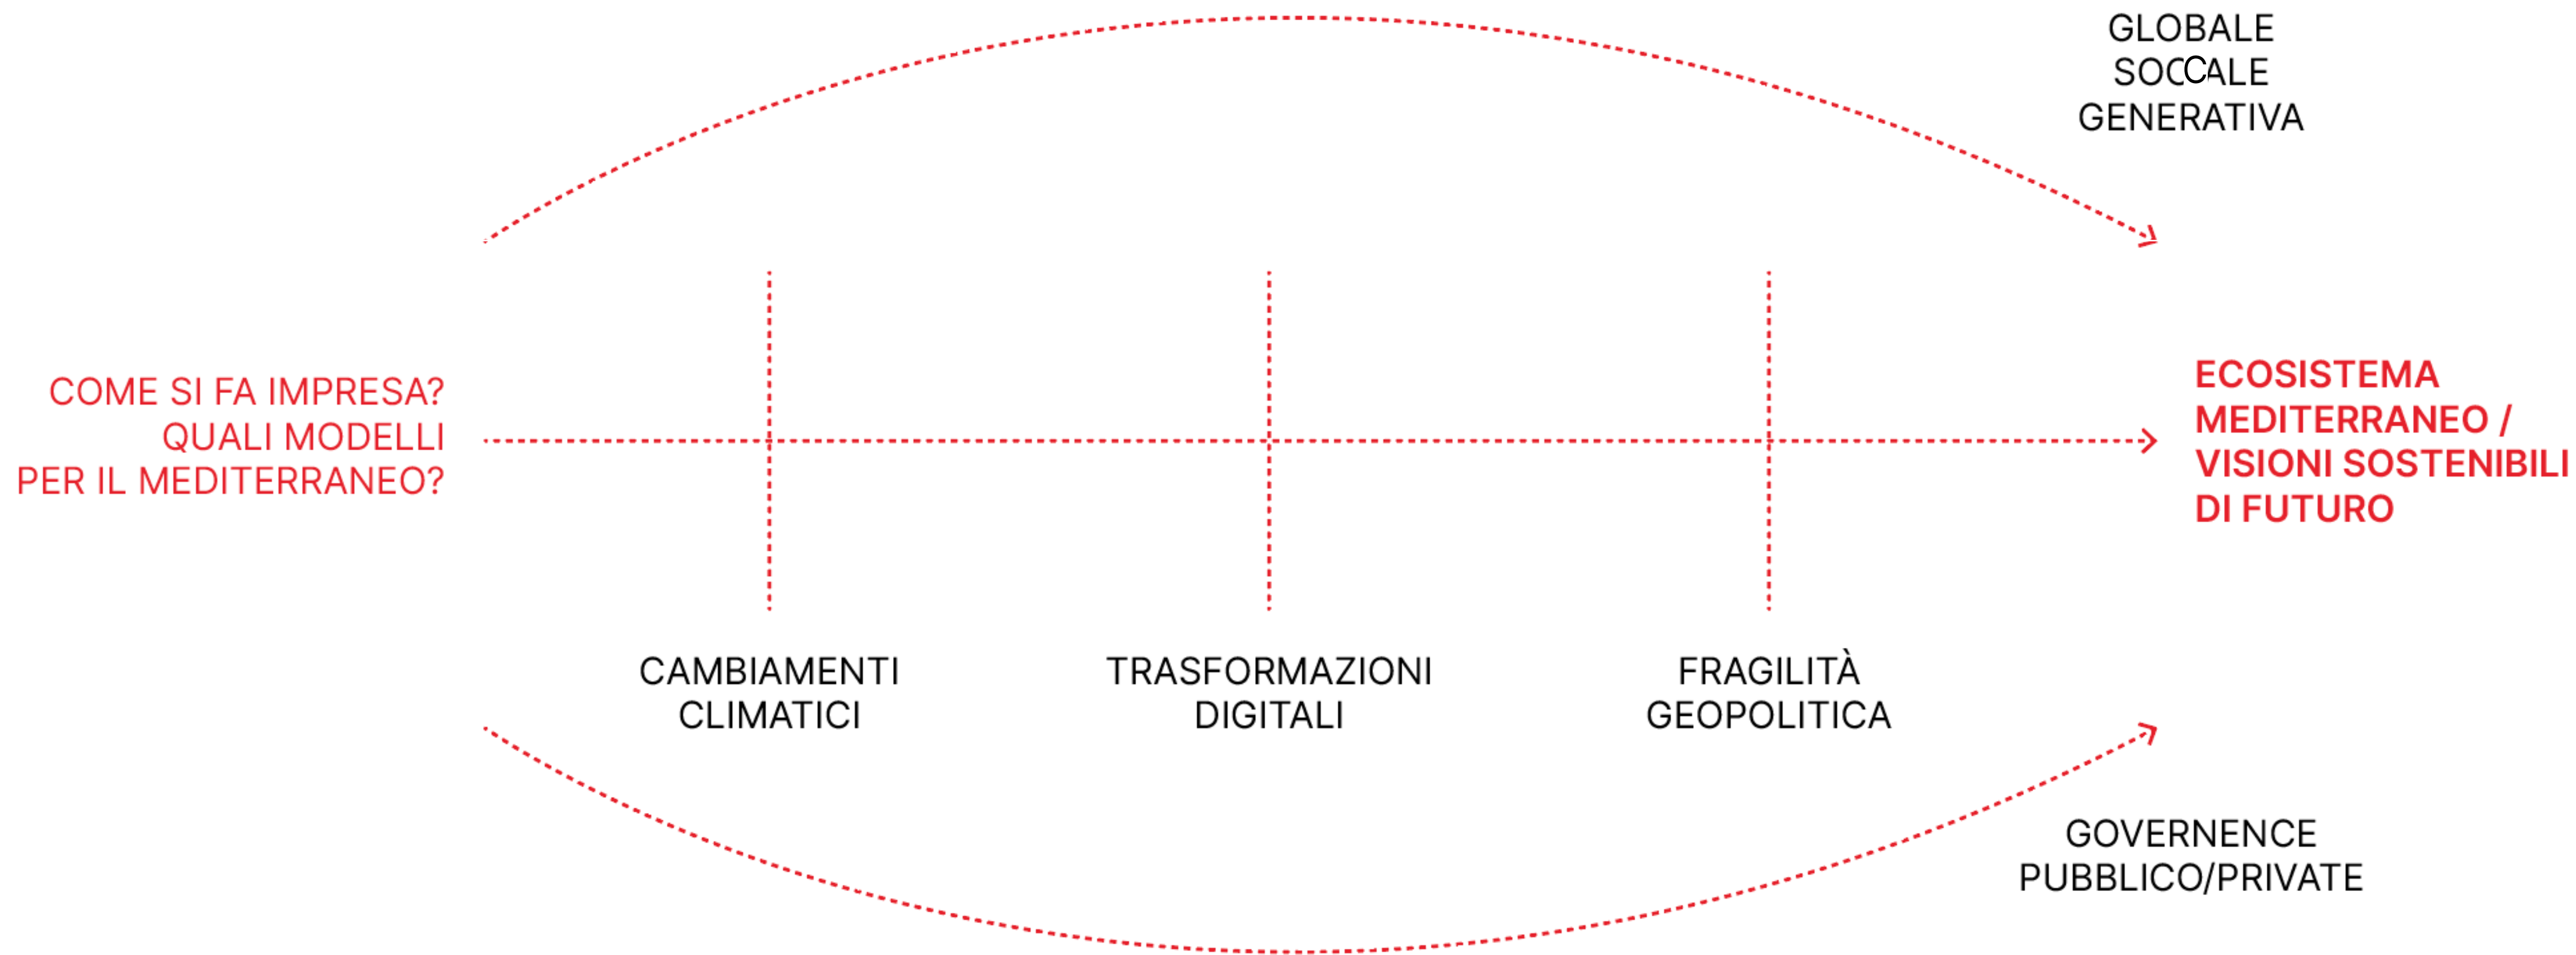 GLOBALE
SOCCALE
GENERATIVA
COME SI FA IMPRESA?
QUALI MODELLI
PER IL MEDITERRANEO?
ECOSISTEMA
MEDITERRANEO /
VISIONI SOSTENIBILI
DI FUTURO
CAMBIAMENTI
CLIMATICI
TRASFORMAZIONI
DIGITALI
FRAGILITÀ
GEOPOLITICA
GOVERNENCE
PUBBLICO/PRIVATE